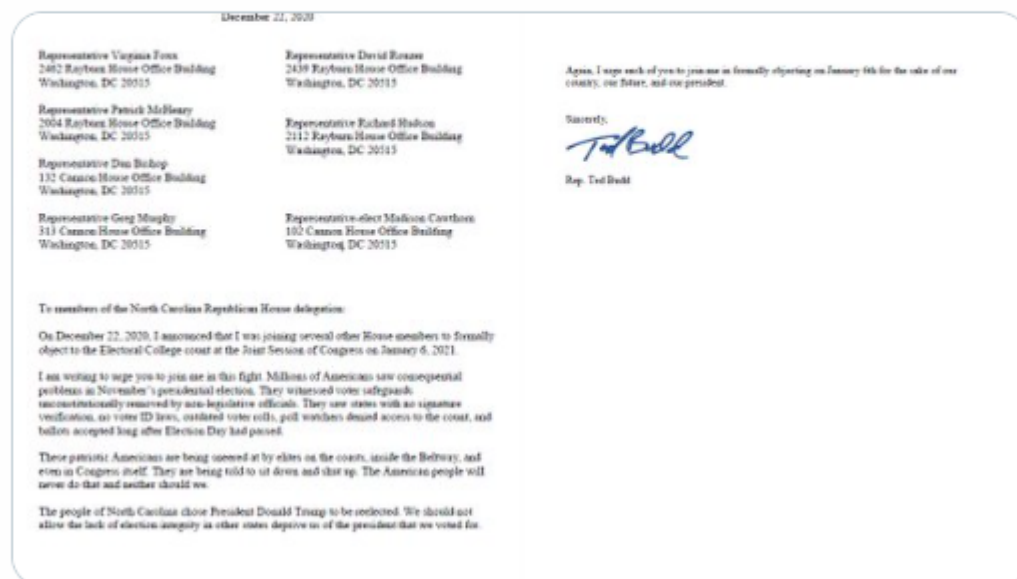 December 22, 2020
Representative Virginia Foxx
2462 Rayburn House Office Building
Washington, DC 20515
Representative Patrick McHenry
2004 Rayburn House Office Building
Washington, DC 20515
Representative Dan Bishop
132 Cannon House Office Building
Washington, DC 20515
Representative Greg Murphy
313 Cannon House Office Building
Washington, DC 20515
Representative David Rouzer
2439 Rayburn House Office Building
Washington, DC 20515
Representative Richard Hudson
2112 Rayburn House Office Building
Washington, DC 20515
Representative-elect Madison Cawthorn
102 Cannon House Office Building
Washington, DC 20515
To members of the North Carolina Republican House delegation:
On December 22, 2020, I announced that I was joining several other House members to formally
object to the Electoral College count at the Joint Session of Congress on January 6, 2021.
I am writing to urge you to join me in this fight. Millions of Americans saw consequential
problems in November's presidential election. They witnessed voter safeguards
unconstitutionally removed by non-legislative officials. They saw states with no signature
verification, no voter ID laws, outdated voter rolls, poll watchers denied access to the count, and
ballots accepted long after Election Day had passed.
These patriotic Americans are being sneered at by elites on the coasts, inside the Beltway, and
even in Congress itself. They are being told to sit down and shut up. The American people will
never do that and neither should we.
The people of North Carolina chose President Donald Trump to be reelected. We should not
allow the lack of election integrity in other states deprive us of the president that we voted for.
Again, I urge each of you to join me in formally objecting on January 6th for the sake of our
country, our future, and our president.
Sincerely,
Ted Budd
Rep. Ted Budd